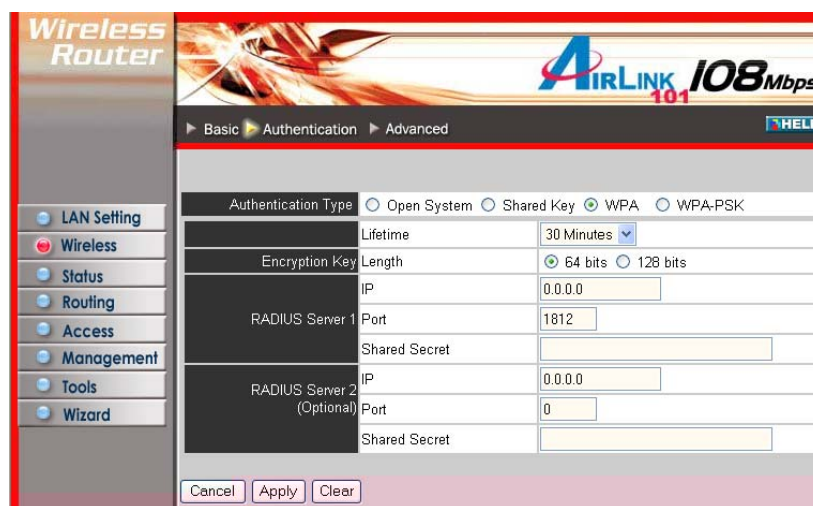 Wireless
Router
AIRLINK 101 108 Mbps
Basic Authentication Advanced HELP
LAN Setting
Wireless
Status
Routing
Access
Management
Tools
Wizard
Authentication Type Open System Shared Key WPA WPA-PSK
Lifetime 30 Minutes
Encryption Key Length 64 bits 128 bits
RADIUS Server 1 IP 0.0.0.0
Port 1812
Shared Secret
RADIUS Server 2 (Optional) IP 0.0.0.0
Port 0
Shared Secret
Cancel Apply Clear